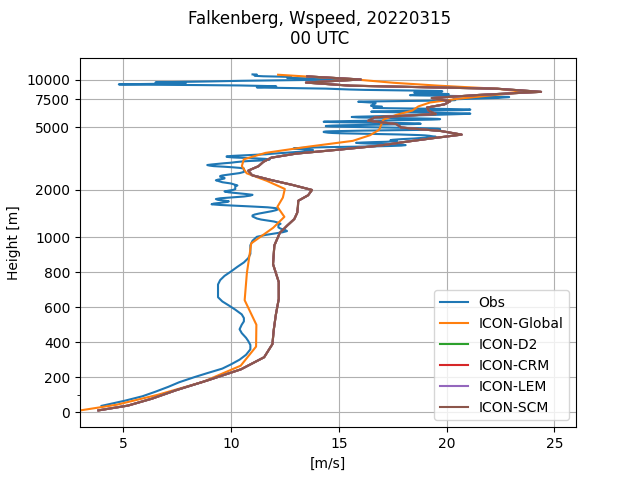 Falkenberg, Wspeed, 20220315
00 UTC
10000
7500
5000
2000
1000
800
600
400
200
0
Height [m]
5
10
15
20
25
[m/s]
Obs
ICON-Global
ICON-D2
ICON-CRM
ICON-LEM
ICON-SCM